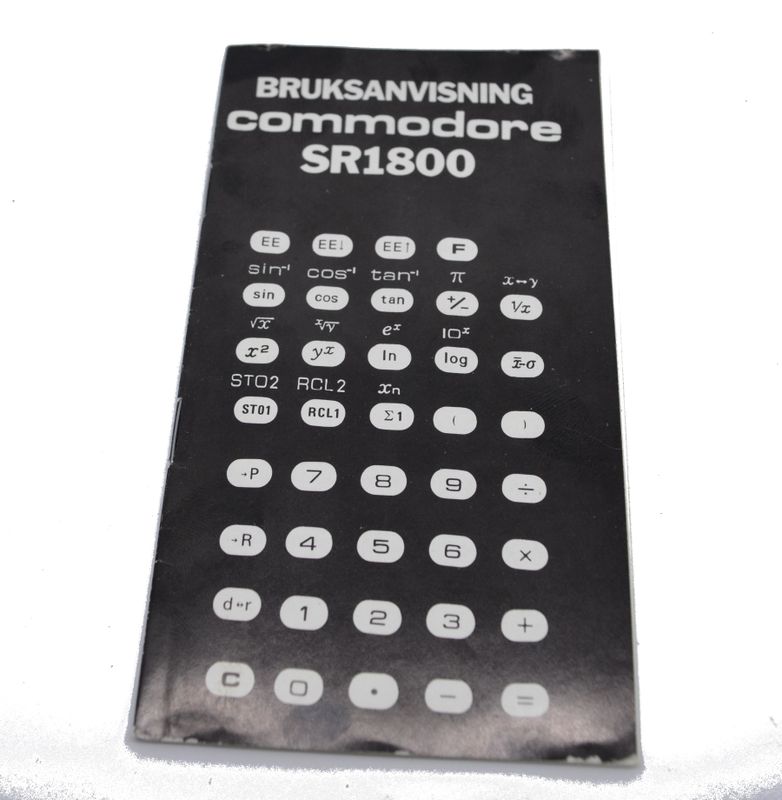 BRUKSANVISNING
commodore
SR1800
EE EE↓ EE↑ F
sin⁻¹ cos⁻¹ tan⁻¹ π x↔y
sin cos tan +/− 1/x
√x ˣ√y eˣ 10ˣ
x² yˣ ln log x̄-σ
STO2 RCL2 xn
STO1 RCL1 Σ1 ( )
→P 7 8 9 ÷
→R 4 5 6 ×
d↔r 1 2 3 +
C 0 . − =